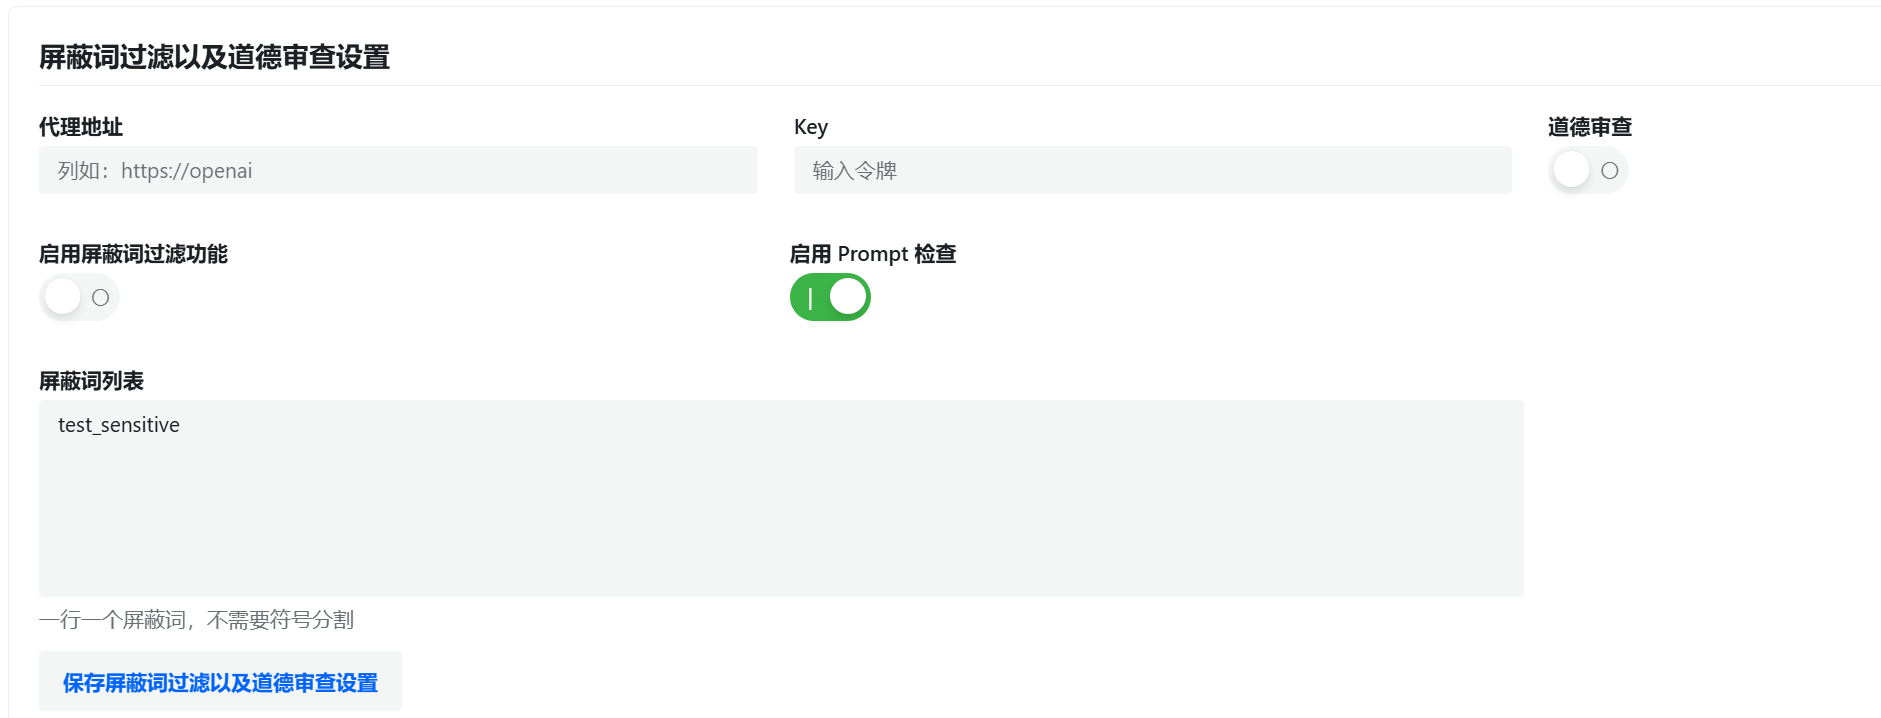 屏蔽词过滤以及道德审查设置
代理地址
Key
道德审查
列如：https://openai
输入令牌
启用屏蔽词过滤功能
启用 Prompt 检查
屏蔽词列表
test_sensitive
一行一个屏蔽词，不需要符号分割
保存屏蔽词过滤以及道德审查设置